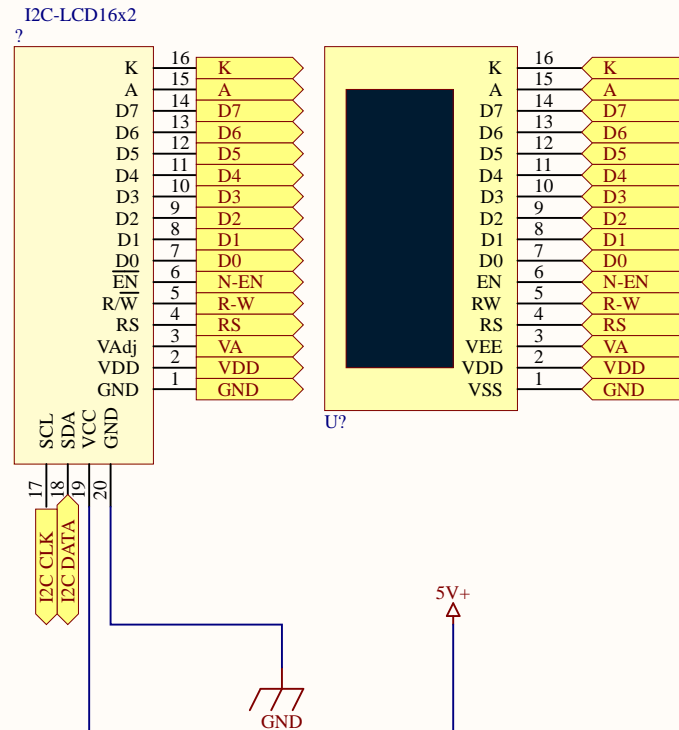 I2C-LCD16x2
?
K 16 K
A 15 A
D7 14 D7
D6 13 D6
D5 12 D5
D4 11 D4
D3 10 D3
D2 9 D2
D1 8 D1
D0 7 D0
EN 6 N-EN
R/W 5 R-W
RS 4 RS
VAdj 3 VA
VDD 2 VDD
GND 1 GND
SCL SDA VCC GND
17 18 19 20
I2C CLK
I2C DATA
K 16 K
A 15 A
D7 14 D7
D6 13 D6
D5 12 D5
D4 11 D4
D3 10 D3
D2 9 D2
D1 8 D1
D0 7 D0
EN 6 N-EN
RW 5 R-W
RS 4 RS
VEE 3 VA
VDD 2 VDD
VSS 1 GND
U?
5V+
GND